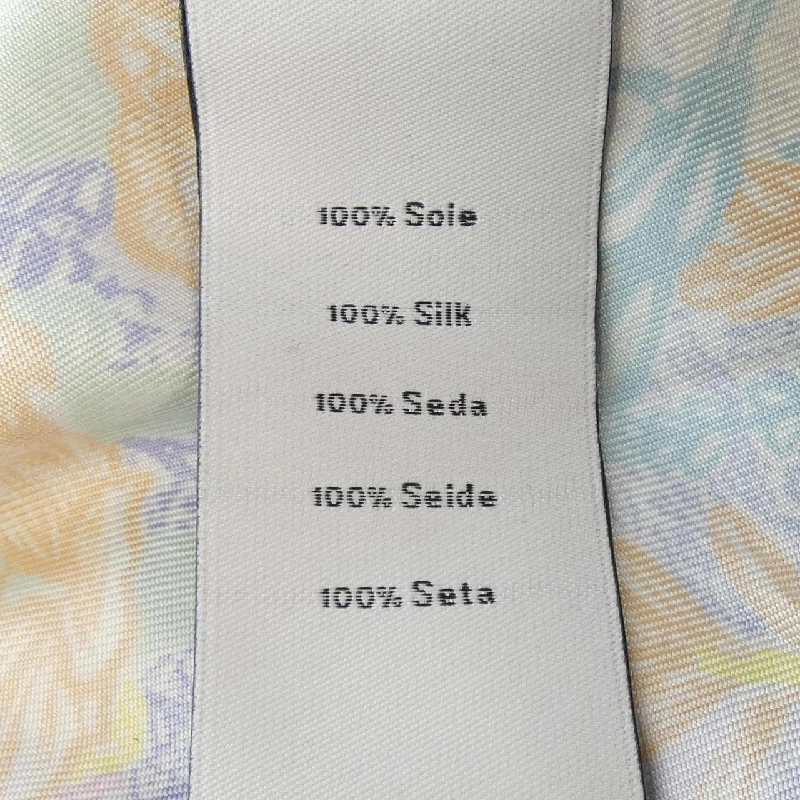 100% Soie
100% Silk
100% Seda
100% Seide
100% Seta